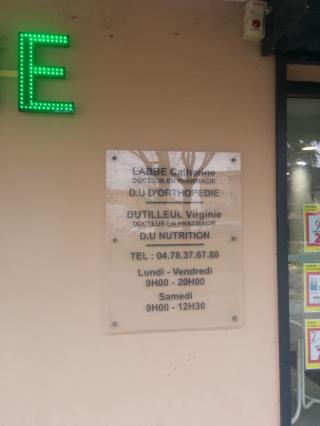 E
LABBE Catherine
DOCTEUR EN PHARMACIE
D.U D'ORTHOPEDIE
DUTILLEUL Virginie
DOCTEUR EN PHARMACIE
D.U NUTRITION
TEL : 04.78.37.67.88
Lundi - Vendredi
9H00 - 20H00
Samedi
9H00 - 12H30